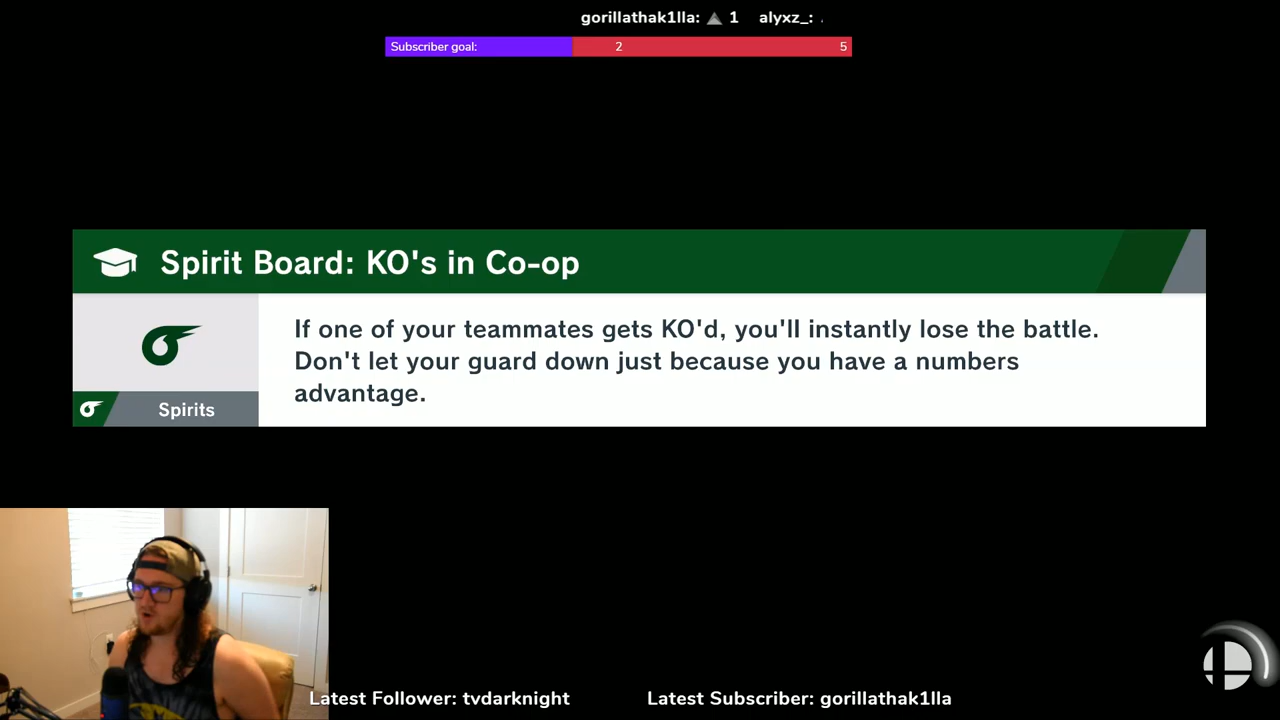 gorillathak1lla: 1 alyxz_:
Subscriber goal: 2 5
Spirit Board: KO's in Co-op
If one of your teammates gets KO'd, you'll instantly lose the battle.
Don't let your guard down just because you have a numbers
advantage.
Spirits
Latest Follower: tvdarknight Latest Subscriber: gorillathak1lla